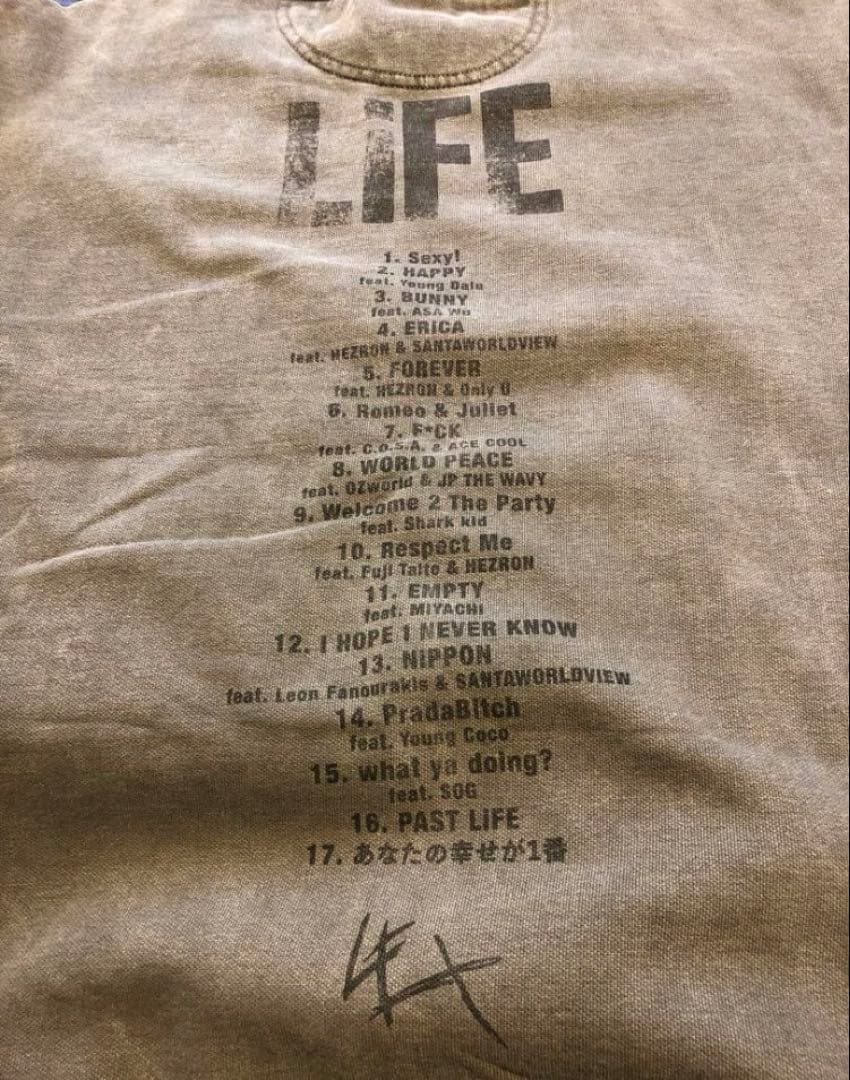 LiFE
1. Sexy!
2. HAPPY
feat. Young Dalu
3. BUNNY
feat. ASA Wu
4. ERICA
feat. HEZRON & SANTAWORLDVIEW
5. FOREVER
feat. HEZRON & Only U
6. Romeo & Juliet
7. F*CK
feat. C.O.S.A. & ACE COOL
8. WORLD PEACE
feat. OZworld & JP THE WAVY
9. Welcome 2 The Party
feat. Shark kid
10. Respect Me
feat. Fuji Taito & HEZRON
11. EMPTY
feat. MIYACHI
12. I HOPE I NEVER KNOW
13. NIPPON
feat. Leon Fanourakis & SANTAWORLDVIEW
14. PradaBitch
feat. Young Coco
15. what ya doing?
feat. SOG
16. PAST LiFE
17. あなたの幸せが1番
LEX